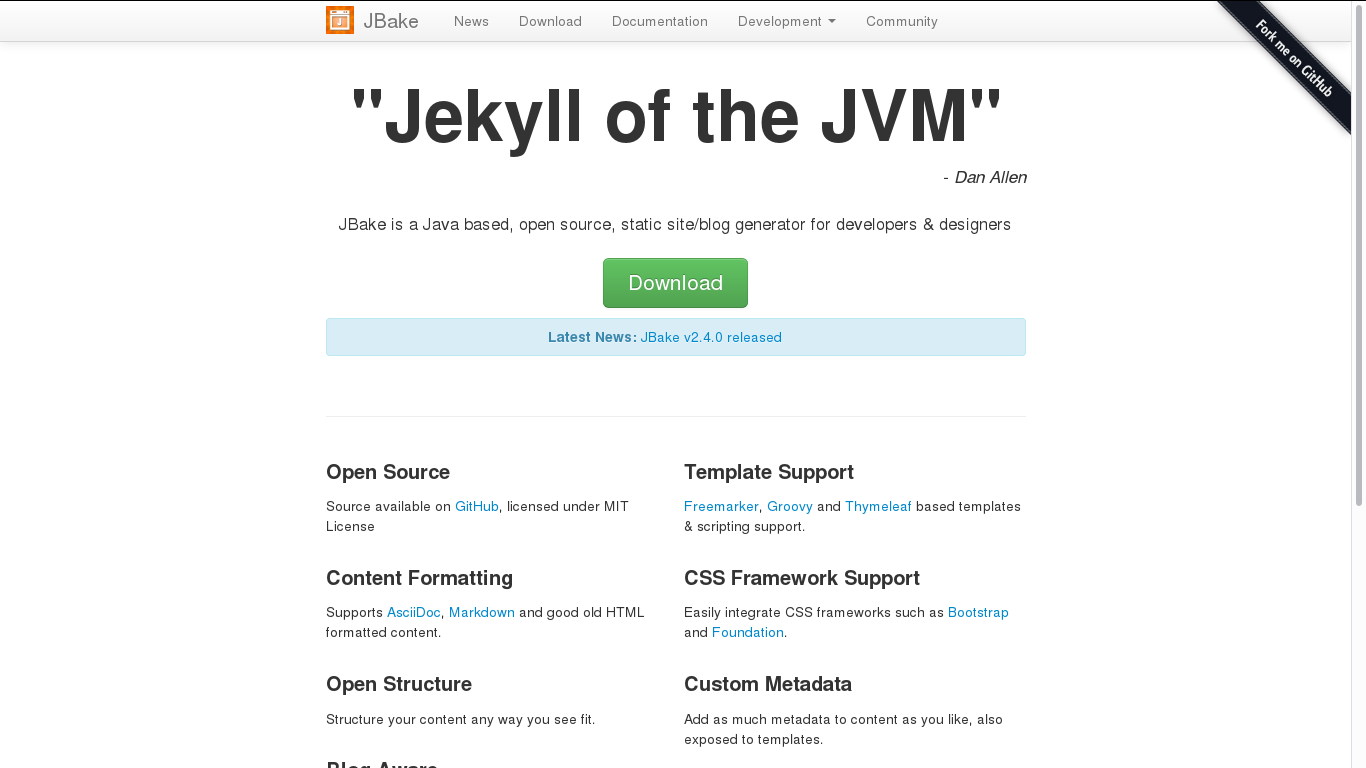 JBake
News
Download
Documentation
Development
Community
Fork me on GitHub
"Jekyll of the JVM"
- Dan Allen
JBake is a Java based, open source, static site/blog generator for developers & designers
Download
Latest News: JBake v2.4.0 released
Open Source
Source available on GitHub, licensed under MIT
License
Template Support
Freemarker, Groovy and Thymeleaf based templates
& scripting support.
Content Formatting
Supports AsciiDoc, Markdown and good old HTML
formatted content.
CSS Framework Support
Easily integrate CSS frameworks such as Bootstrap
and Foundation.
Open Structure
Structure your content any way you see fit.
Custom Metadata
Add as much metadata to content as you like, also
exposed to templates.
Blog Aware